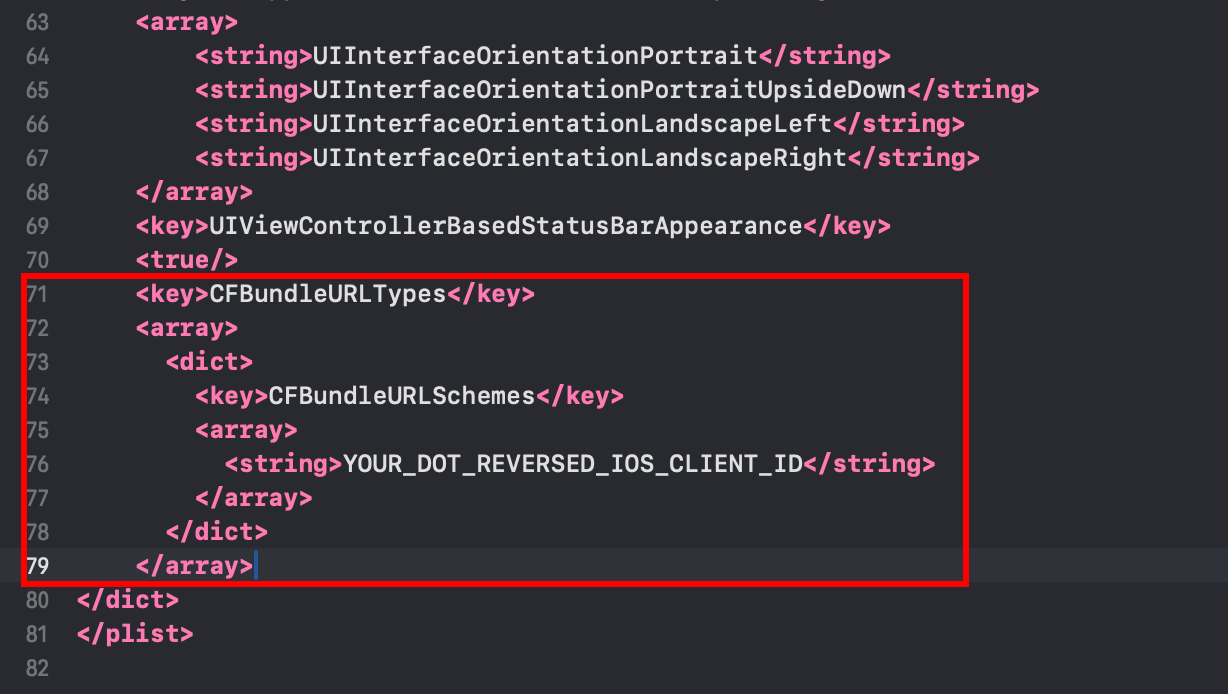 63 <array>
64 <string>UIInterfaceOrientationPortrait</string>
65 <string>UIInterfaceOrientationPortraitUpsideDown</string>
66 <string>UIInterfaceOrientationLandscapeLeft</string>
67 <string>UIInterfaceOrientationLandscapeRight</string>
68 </array>
69 <key>UIViewControllerBasedStatusBarAppearance</key>
70 <true/>
71 <key>CFBundleURLTypes</key>
72 <array>
73 <dict>
74 <key>CFBundleURLSchemes</key>
75 <array>
76 <string>YOUR_DOT_REVERSED_IOS_CLIENT_ID</string>
77 </array>
78 </dict>
79 </array>
80 </dict>
81 </plist>
82